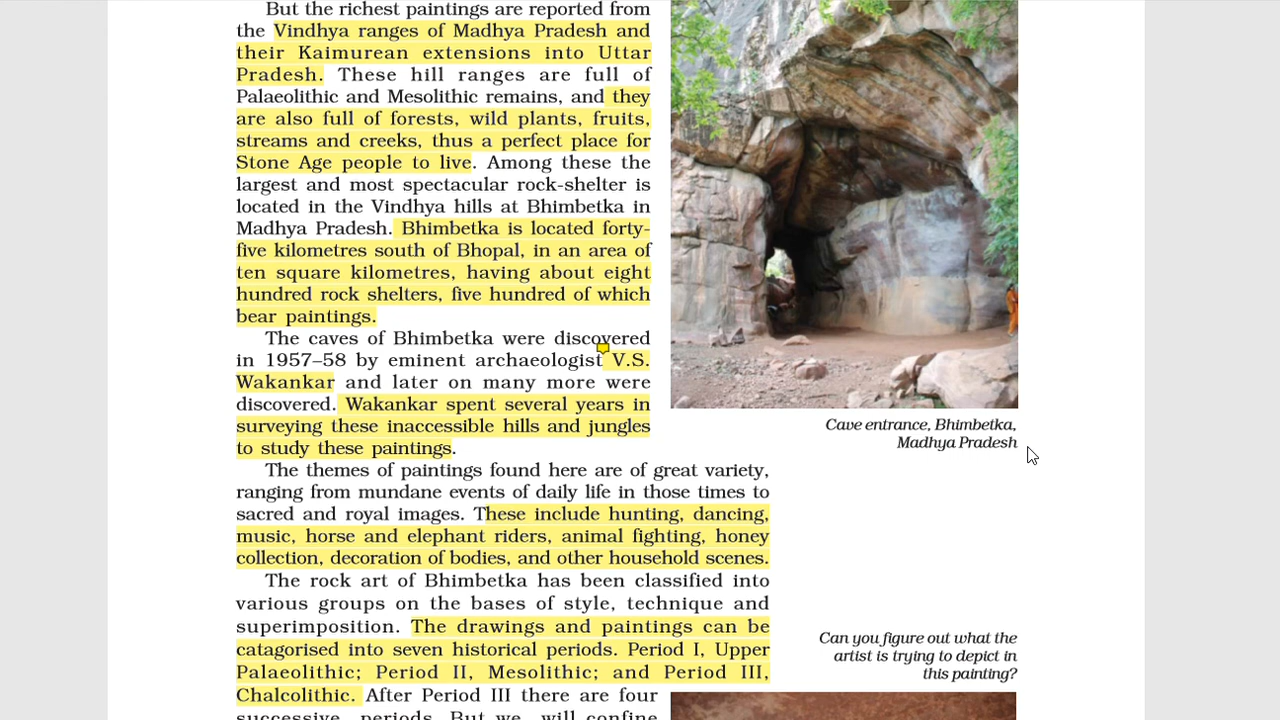 But the richest paintings are reported from
the Vindhya ranges of Madhya Pradesh and
their Kaimurean extensions into Uttar
Pradesh. These hill ranges are full of
Palaeolithic and Mesolithic remains, and they
are also full of forests, wild plants, fruits,
streams and creeks, thus a perfect place for
Stone Age people to live. Among these the
largest and most spectacular rock-shelter is
located in the Vindhya hills at Bhimbetka in
Madhya Pradesh. Bhimbetka is located forty-
five kilometres south of Bhopal, in an area of
ten square kilometres, having about eight
hundred rock shelters, five hundred of which
bear paintings.
The caves of Bhimbetka were discovered
in 1957–58 by eminent archaeologist V.S.
Wakankar and later on many more were
discovered. Wakankar spent several years in
surveying these inaccessible hills and jungles
to study these paintings.
Cave entrance, Bhimbetka,
Madhya Pradesh
The themes of paintings found here are of great variety,
ranging from mundane events of daily life in those times to
sacred and royal images. These include hunting, dancing,
music, horse and elephant riders, animal fighting, honey
collection, decoration of bodies, and other household scenes.
The rock art of Bhimbetka has been classified into
various groups on the bases of style, technique and
superimposition. The drawings and paintings can be
catagorised into seven historical periods. Period I, Upper
Palaeolithic; Period II, Mesolithic; and Period III,
Chalcolithic. After Period III there are four
successive periods. But we will confine
Can you figure out what the
artist is trying to depict in
this painting?